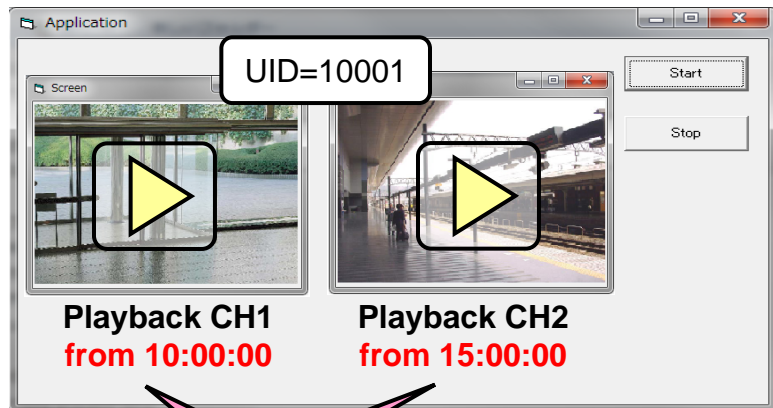 Application
UID=10001
Start
Screen
Stop
Playback CH1
from 10:00:00
Playback CH2
from 15:00:00